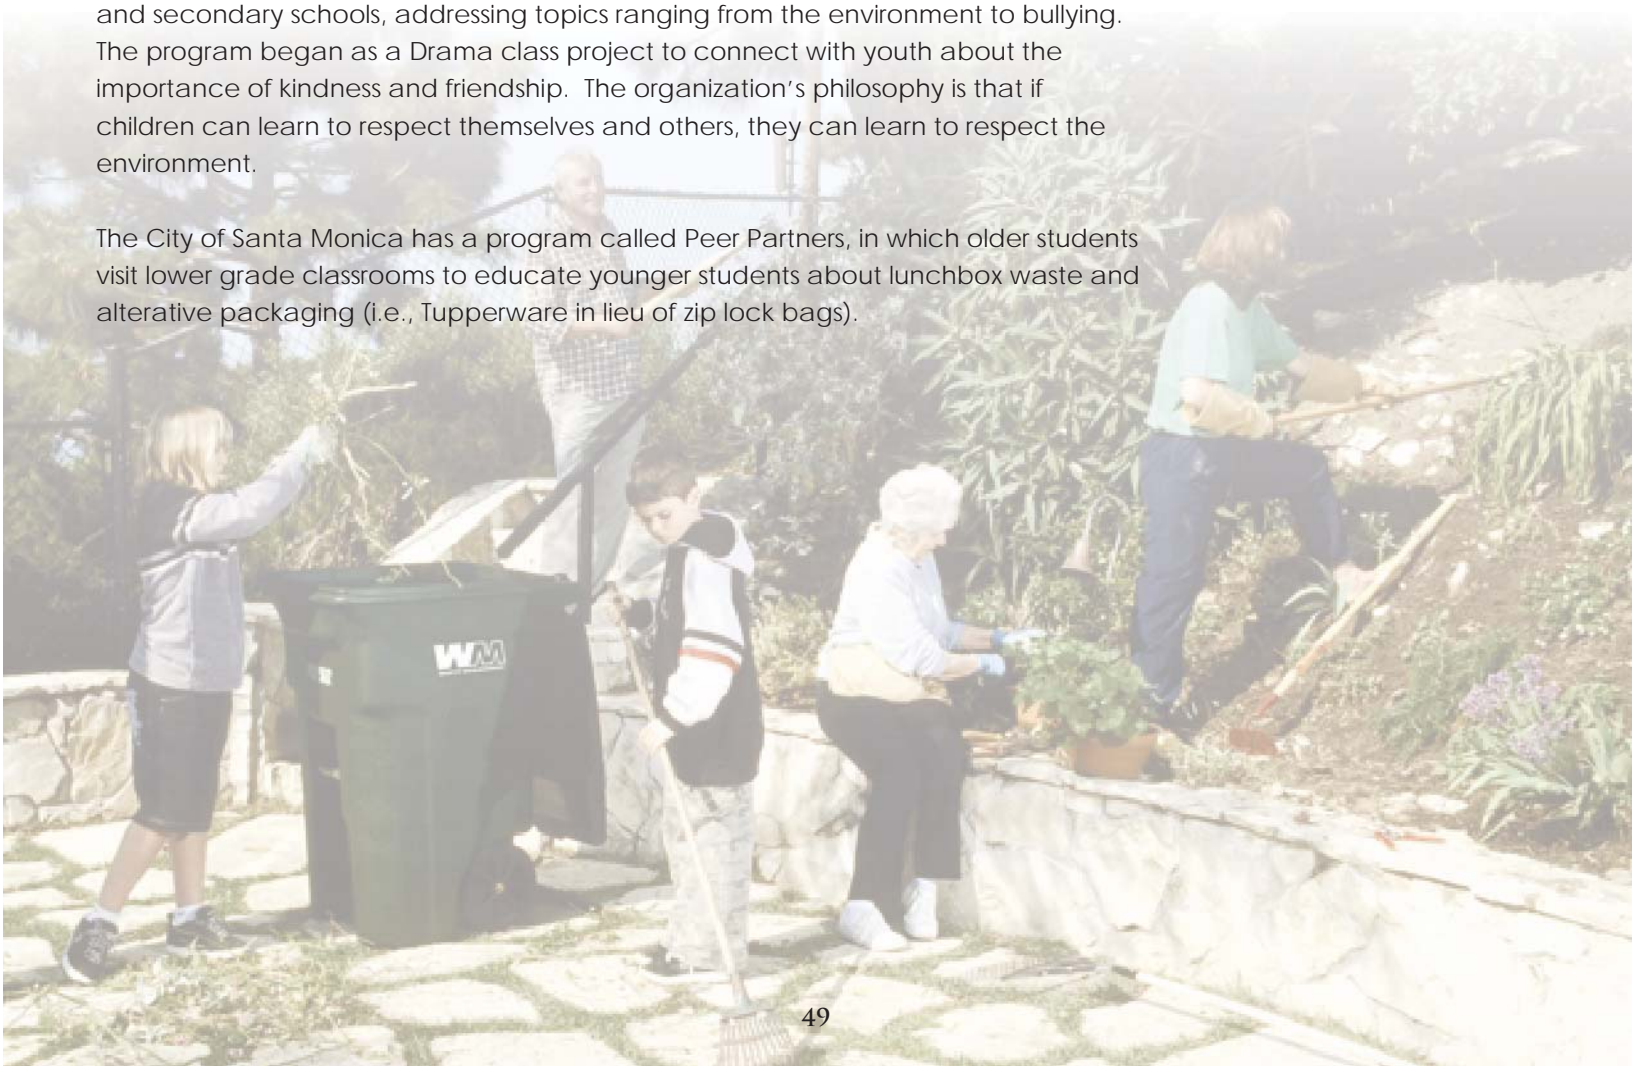 and secondary schools, addressing topics ranging from the environment to bullying.
The program began as a Drama class project to connect with youth about the
importance of kindness and friendship.  The organization's philosophy is that if
children can learn to respect themselves and others, they can learn to respect the
environment.
The City of Santa Monica has a program called Peer Partners, in which older students
visit lower grade classrooms to educate younger students about lunchbox waste and
alterative packaging (i.e., Tupperware in lieu of zip lock bags).
WM
49